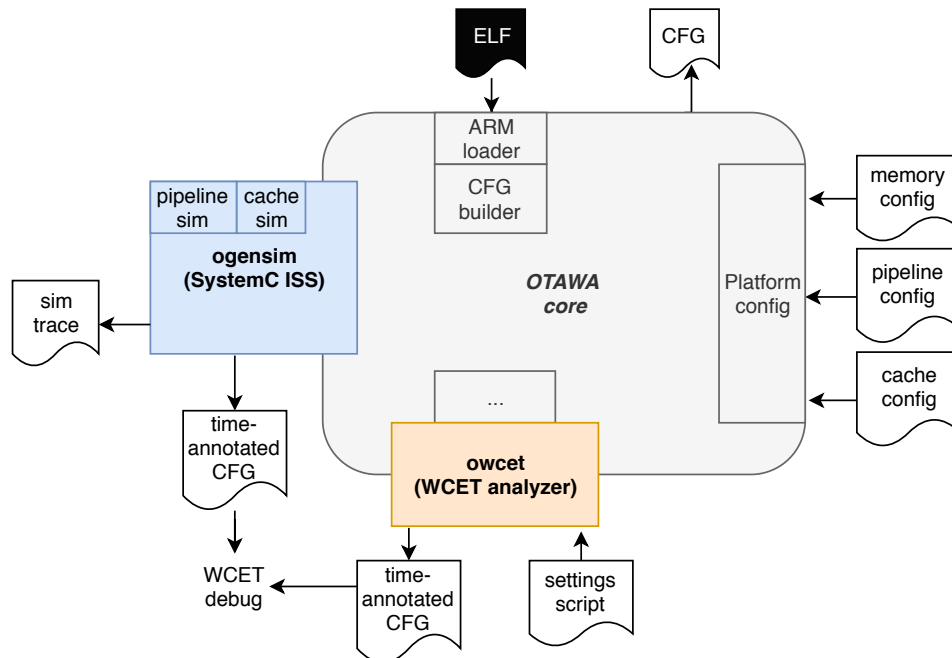 ELF
CFG
ARM
loader
CFG
builder
pipeline
sim
cache
sim
ogensim
(SystemC ISS)
sim
trace
OTAWA
core
Platform
config
memory
config
pipeline
config
cache
config
...
owcet
(WCET analyzer)
time-
annotated
CFG
WCET
debug
time-
annotated
CFG
settings
script